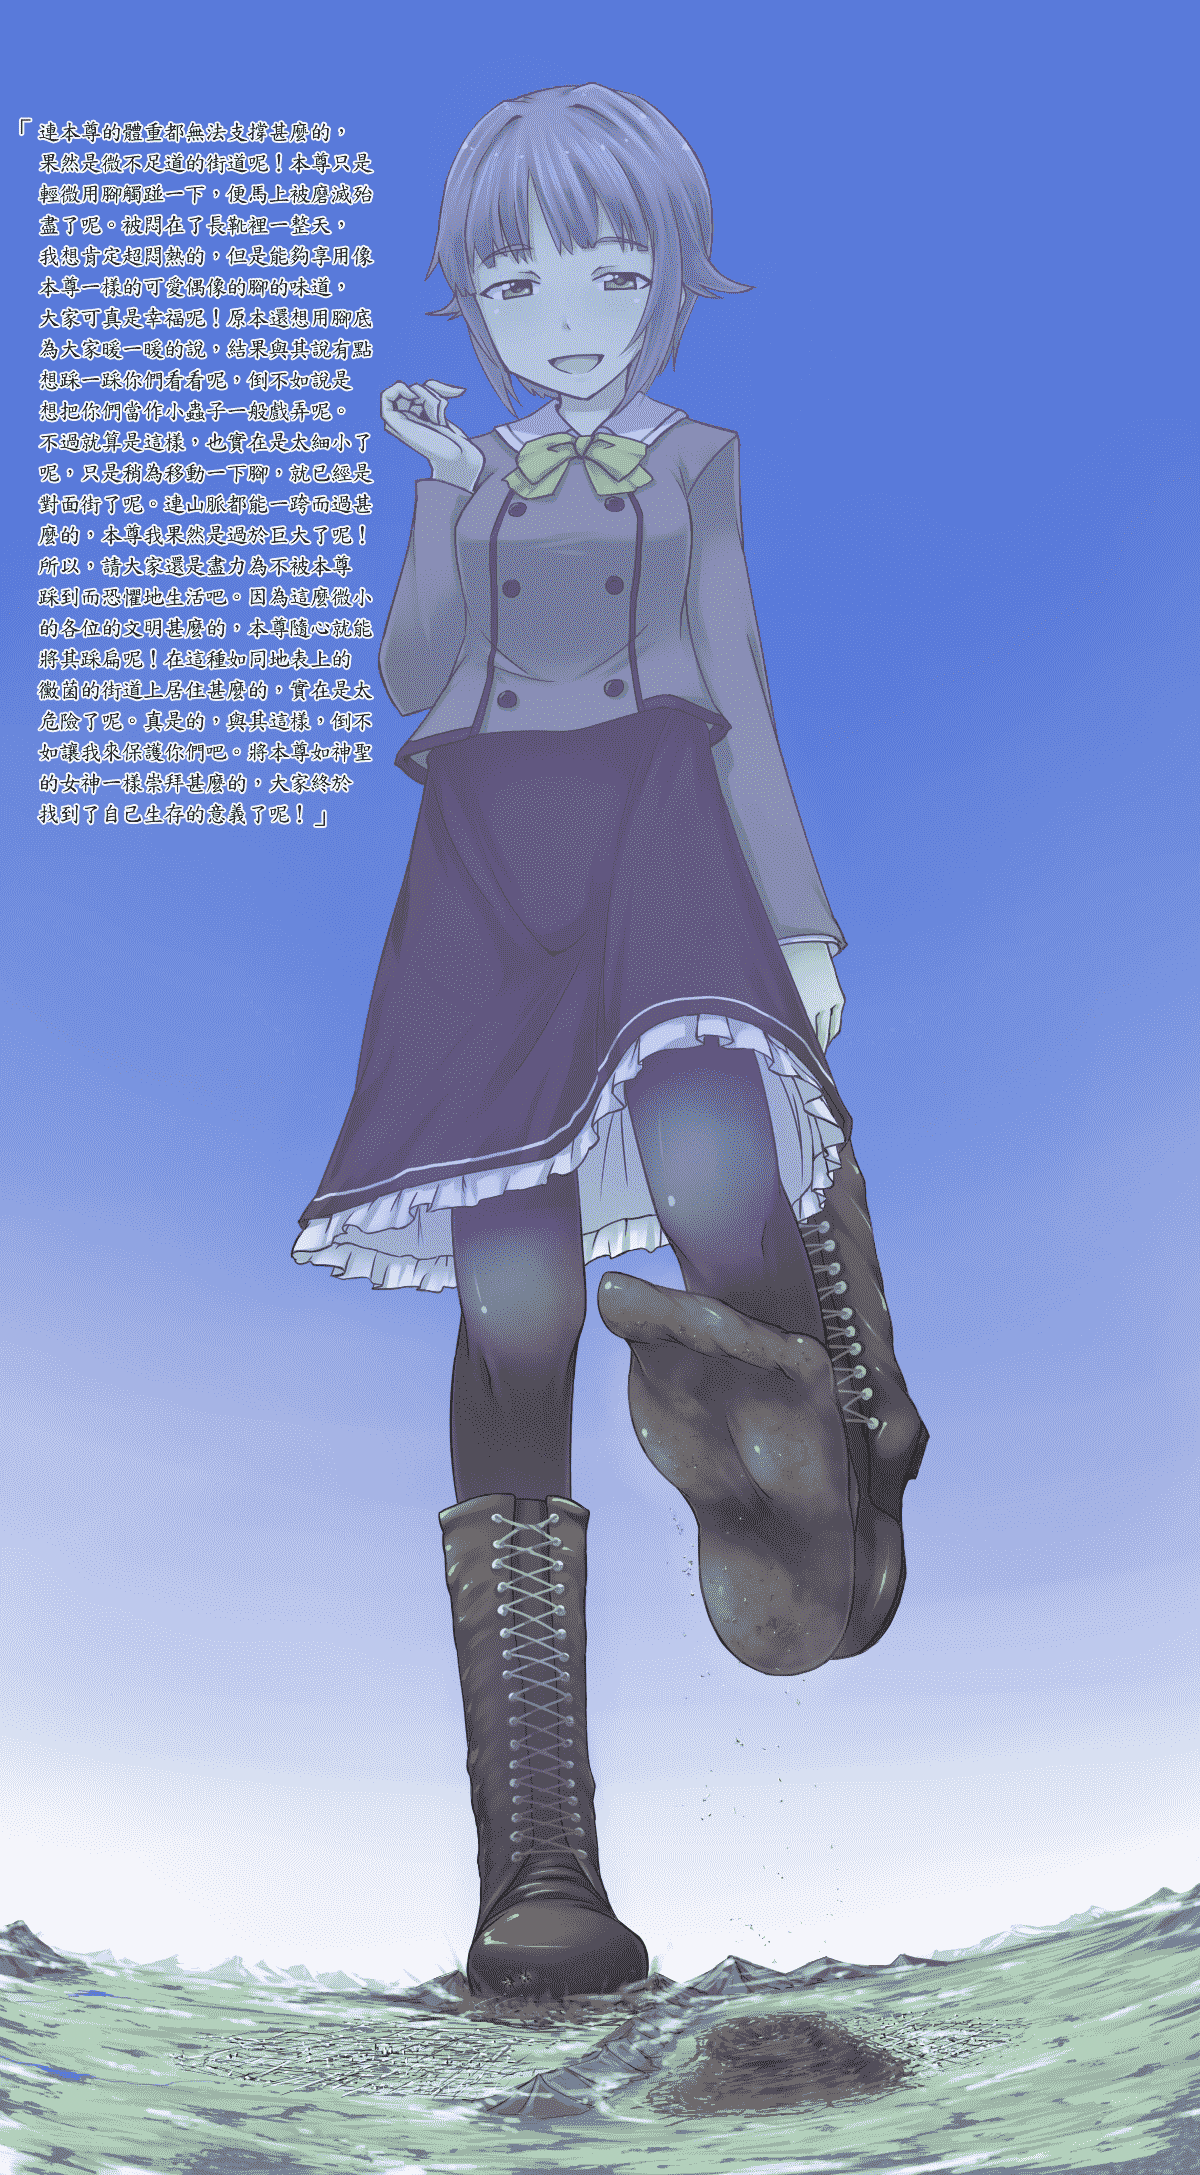 「連本尊的體重都無法支撐甚麼的，
果然是微不足道的街道呢！本尊只是
輕微用腳觸踫一下，便馬上被磨滅殆
盡了呢。被悶在了長靴裡一整天，
我想肯定超悶熱的，但是能夠享用像
本尊一樣的可愛偶像的腳的味道，
大家可真是幸福呢！原本還想用腳底
為大家暖一暖的說，結果與其說有點
想踩一踩你們看看呢，倒不如說是
想把你們當作小蟲子一般戲弄呢。
不過就算是這樣，也實在是太細小了
呢，只是稍為移動一下腳，就已經是
對面街了呢。連山脈都能一跨而過甚
麼的，本尊我果然是過於巨大了呢！
所以，請大家還是盡力為不被本尊
踩到而恐懼地生活吧。因為這麼微小
的各位的文明甚麼的，本尊隨心就能
將其踩扁呢！在這種如同地表上的
黴菌的街道上居住甚麼的，實在是太
危險了呢。真是的，與其這樣，倒不
如讓我來保護你們吧。將本尊如神聖
的女神一樣崇拜甚麼的，大家終於
找到了自己生存的意義了呢！」